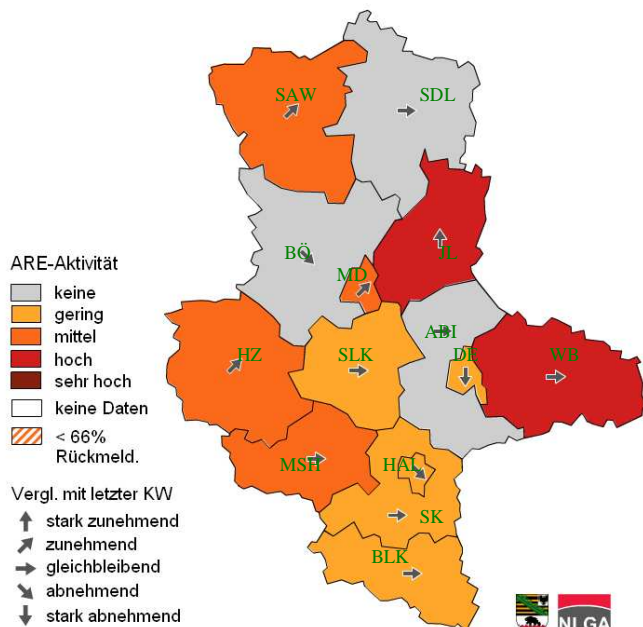 SAW
SDL
BÖ
MD
JL
ABI
HZ
SLK
DE
WB
MSH
HAL
SK
BLK
ARE-Aktivität
keine
gering
mittel
hoch
sehr hoch
keine Daten
< 66%
Rückmeld.
Vergl. mit letzter KW
stark zunehmend
zunehmend
gleichbleibend
abnehmend
stark abnehmend
NLGA